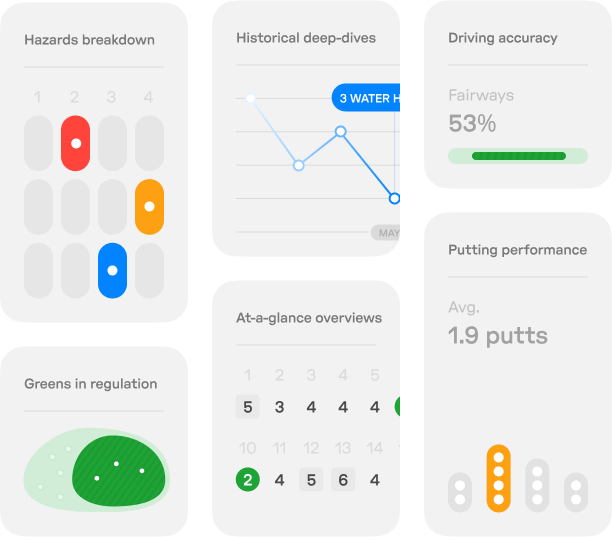 Hazards breakdown
1 2 3 4
Greens in regulation
Historical deep-dives
3 WATER H
MAY
At-a-glance overviews
1 2 3 4 5
5 3 4 4 4
10 11 12 13 14
2 4 5 6 4
Driving accuracy
Fairways
53%
Putting performance
Avg.
1.9 putts